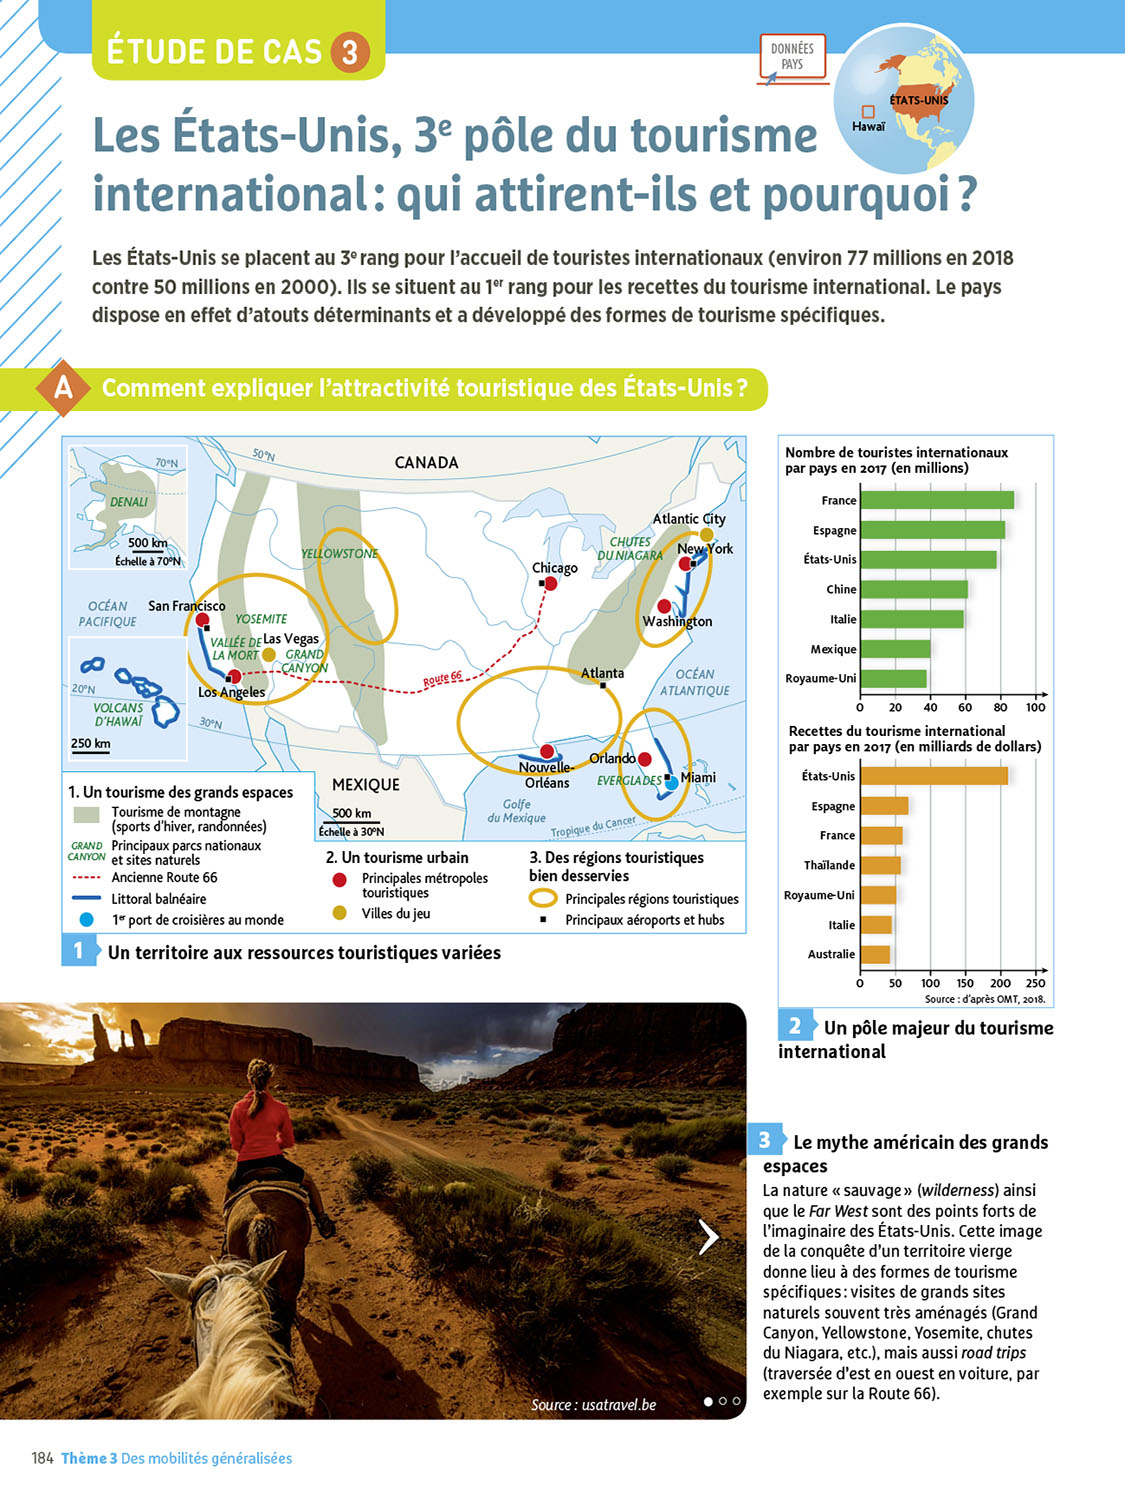 ÉTUDE DE CAS 3
DONNÉES
PAYS
ÉTATS-UNIS
Hawaï
Les États-Unis, 3e pôle du tourisme
international : qui attirent-ils et pourquoi ?
Les États-Unis se placent au 3e rang pour l’accueil de touristes internationaux (environ 77 millions en 2018
contre 50 millions en 2000). Ils se situent au 1er rang pour les recettes du tourisme international. Le pays
dispose en effet d’atouts déterminants et a développé des formes de tourisme spécifiques.
A Comment expliquer l’attractivité touristique des États-Unis ?
70°N
DENALI
500 km
Échelle à 70°N
50°N
CANADA
Atlantic City
CHUTES
DU NIAGARA
New York
YELLOWSTONE
Chicago
OCÉAN
PACIFIQUE
San Francisco
YOSEMITE
Washington
VALLÉE DE
LA MORT
Las Vegas
GRAND
CANYON
Los Angeles
Route 66
Atlanta
OCÉAN
ATLANTIQUE
20°N
VOLCANS
D’HAWAÏ
250 km
30°N
Nouvelle-
Orléans
Orlando
EVERGLADES
Miami
MEXIQUE
500 km
Échelle à 30°N
Golfe
du Mexique
Tropique du Cancer
1. Un tourisme des grands espaces
Tourisme de montagne
(sports d’hiver, randonnées)
GRAND
CANYON
Principaux parcs nationaux
et sites naturels
Ancienne Route 66
Littoral balnéaire
1er port de croisières au monde
2. Un tourisme urbain
Principales métropoles
touristiques
Villes du jeu
3. Des régions touristiques
bien desservies
Principales régions touristiques
Principaux aéroports et hubs
1 Un territoire aux ressources touristiques variées
Nombre de touristes internationaux
par pays en 2017 (en millions)
France
Espagne
États-Unis
Chine
Italie
Mexique
Royaume-Uni
0 20 40 60 80 100
Recettes du tourisme international
par pays en 2017 (en milliards de dollars)
États-Unis
Espagne
France
Thaïlande
Royaume-Uni
Italie
Australie
0 50 100 150 200 250
Source : d’après OMT, 2018.
2 Un pôle majeur du tourisme
international
Source : usatravel.be
3 Le mythe américain des grands
espaces
La nature « sauvage » (wilderness) ainsi
que le Far West sont des points forts de
l’imaginaire des États-Unis. Cette image
de la conquête d’un territoire vierge
donne lieu à des formes de tourisme
spécifiques : visites de grands sites
naturels souvent très aménagés (Grand
Canyon, Yellowstone, Yosemite, chutes
du Niagara, etc.), mais aussi road trips
(traversée d’est en ouest en voiture, par
exemple sur la Route 66).
184 Thème 3 Des mobilités généralisées